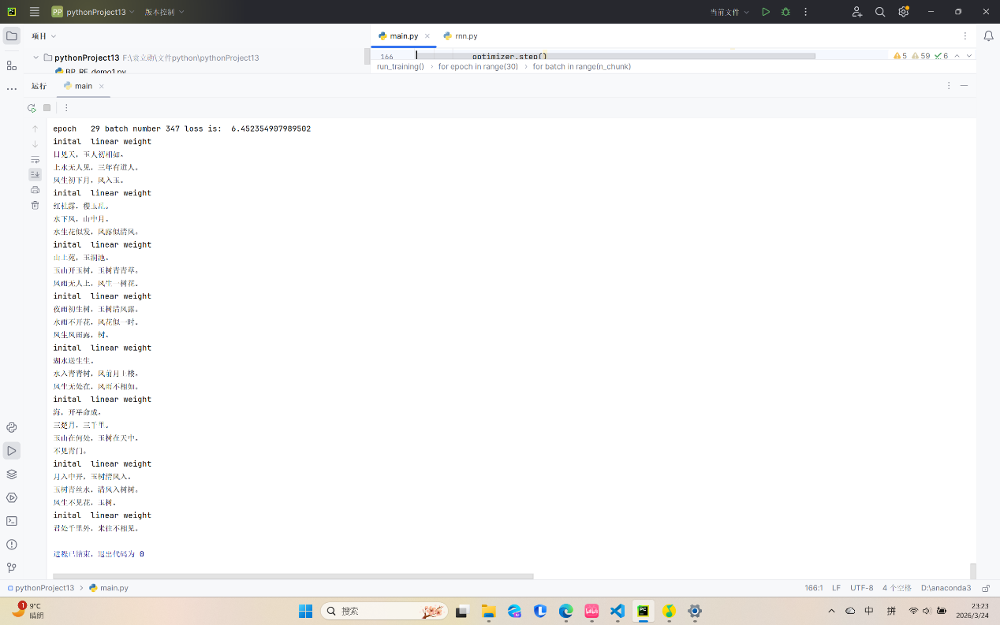 PP pythonProject13 版本控制 当前文件
项目
main.py
rnn.py
pythonProject13 F:\袁立勋\文件python\pythonProject13
BP_RE_demo1.py
166 optimizer.step()
5 59 6
run_training() › for epoch in range(30) › for batch in range(n_chunk)
运行 main
epoch   29 batch number 347 loss is:  6.452354907989502
inital  linear weight
日见天，玉人初相如。
上水无人见，三年有道人。
风生初下月，风入玉。
inital  linear weight
红杜露，樱玉乱。
水下风，山中月。
水生花似发，风露似清风。
inital  linear weight
山上苑，玉洞池。
玉山开玉树，玉树青青草。
风雨无人上，风生一树花。
inital  linear weight
夜雨初生树，玉树清风露。
水雨不开花，风花似一时。
风生风雨露，树。
inital  linear weight
湖水送生生。
水入青青树，风前月上楼。
风生无处在，风雨不相如。
inital  linear weight
海，开举命成。
三楚月，三千里。
玉山在何处，玉树在天中。
不见青门。
inital  linear weight
月入中开，玉树清风入。
玉树青丝水，清风入树树。
风生不见花，玉树。
inital  linear weight
君处千里外，来往不相见。
进程已结束，退出代码为 0
pythonProject13 > main.py
166:1 LF UTF-8 4 个空格 D:\anaconda3
1
9°C
晴朗
搜索
中 拼
23:23
2026/3/24